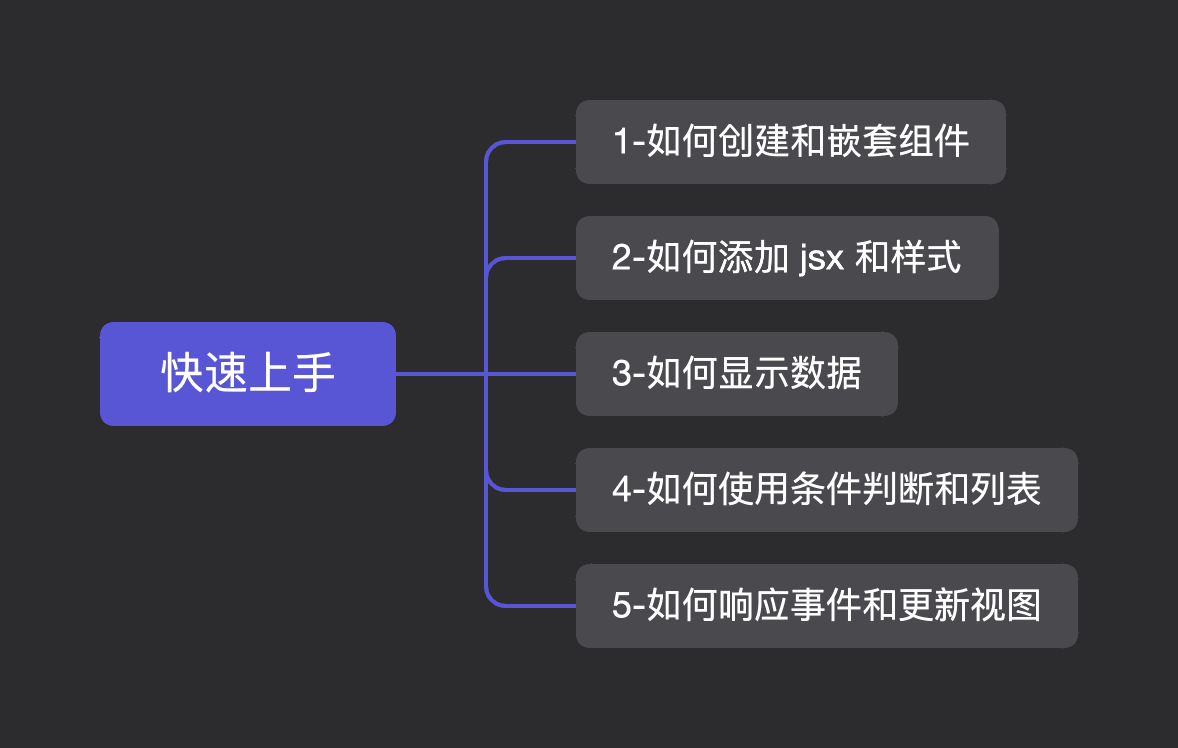 快速上手
1-如何创建和嵌套组件
2-如何添加 jsx 和样式
3-如何显示数据
4-如何使用条件判断和列表
5-如何响应事件和更新视图